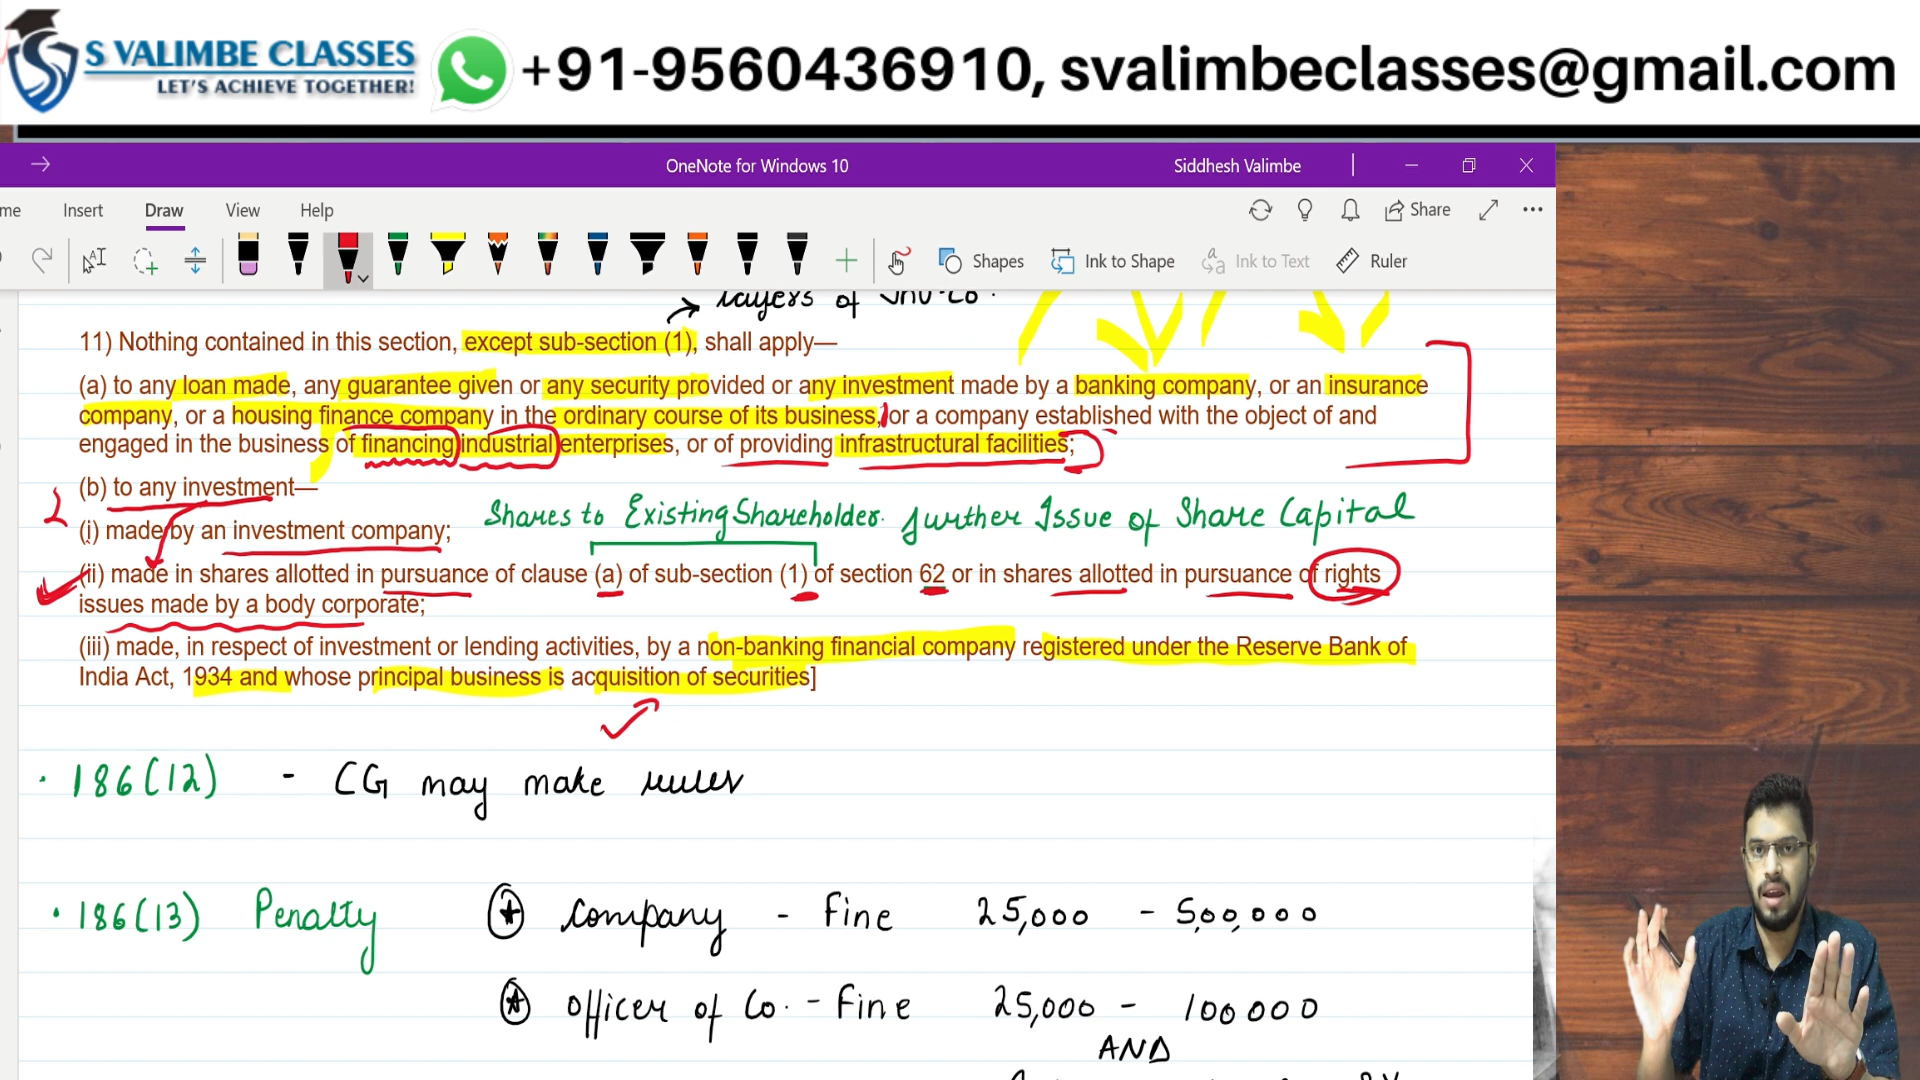 S VALIMBE CLASSES
LET'S ACHIEVE TOGETHER!
+91-9560436910, svalimbeclasses@gmail.com
OneNote for Windows 10
Siddhesh Valimbe
me Insert Draw View Help
Share
Shapes Ink to Shape Ink to Text Ruler
layers of Inv. Co.
11) Nothing contained in this section, except sub-section (1), shall apply—
(a) to any loan made, any guarantee given or any security provided or any investment made by a banking company, or an insurance
company, or a housing finance company in the ordinary course of its business, or a company established with the object of and
engaged in the business of financing industrial enterprises, or of providing infrastructural facilities;
(b) to any investment—
Shares to Existing Shareholder. further Issue of Share Capital
(i) made by an investment company;
(ii) made in shares allotted in pursuance of clause (a) of sub-section (1) of section 62 or in shares allotted in pursuance of rights
issues made by a body corporate;
(iii) made, in respect of investment or lending activities, by a non-banking financial company registered under the Reserve Bank of
India Act, 1934 and whose principal business is acquisition of securities]
• 186(12) - CG may make rules
• 186(13) Penalty company - Fine 25,000 - 5,00,000
officer of Co. - Fine 25,000 - 100000
AND